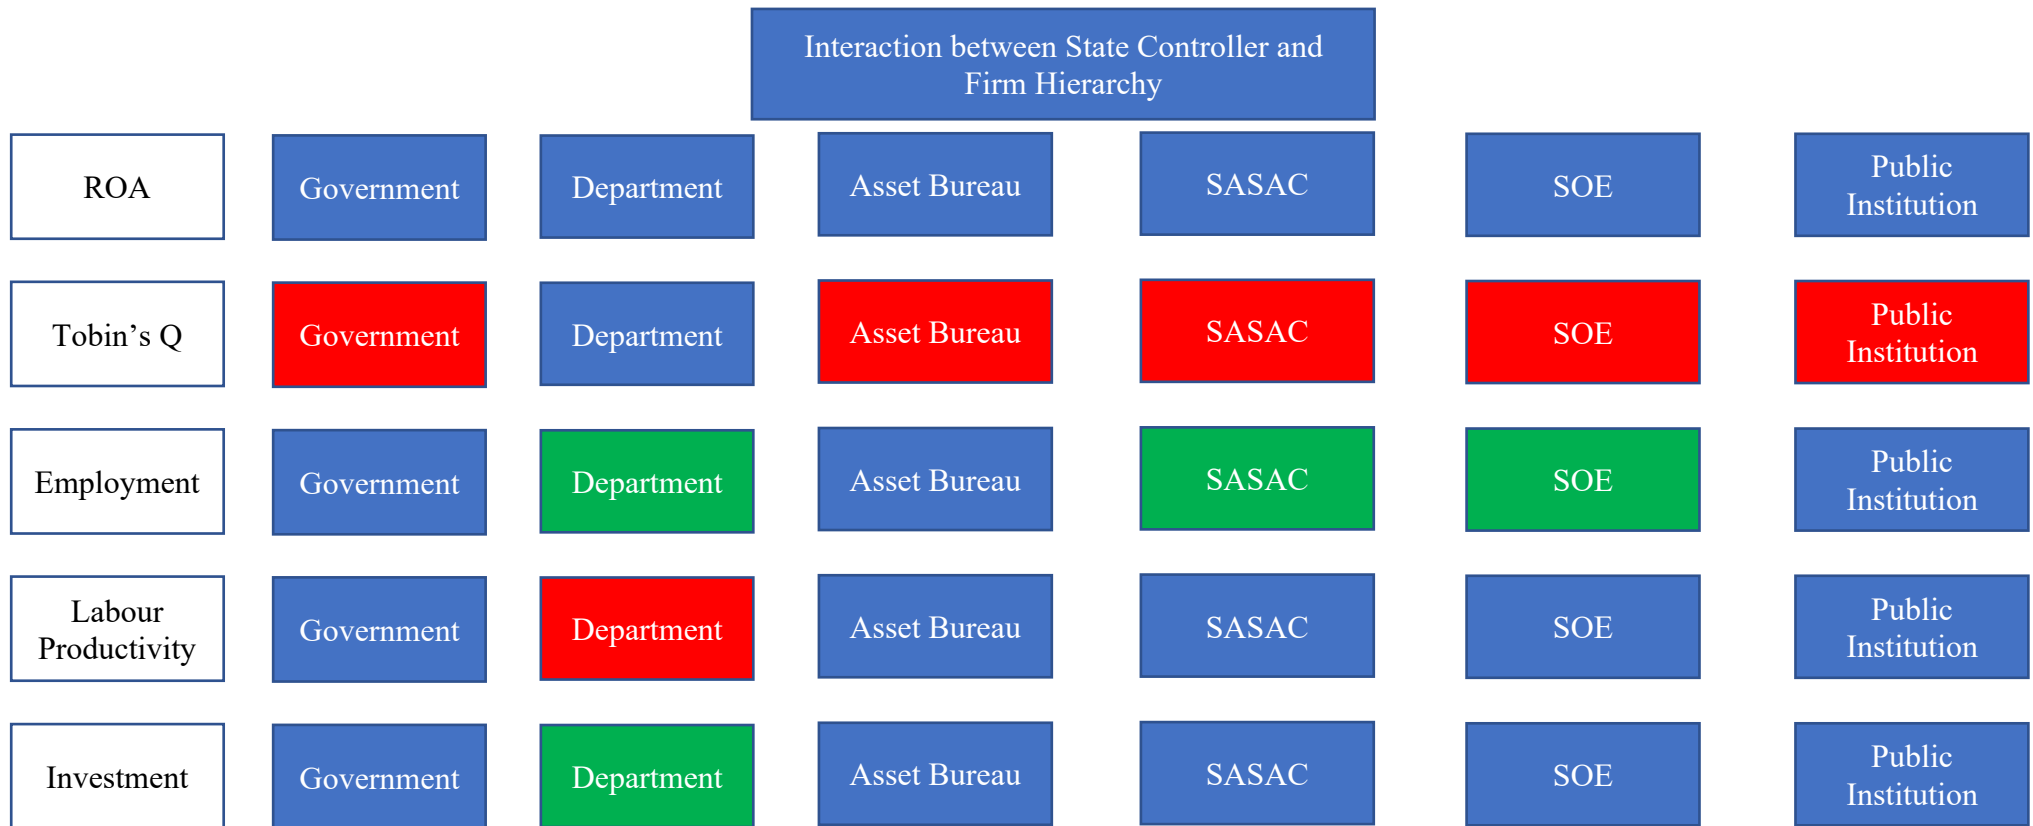 Interaction between State Controller and
Firm Hierarchy
ROA
Government
Department
Asset Bureau
SASAC
SOE
Public
Institution
Tobin’s Q
Government
Department
Asset Bureau
SASAC
SOE
Public
Institution
Employment
Government
Department
Asset Bureau
SASAC
SOE
Public
Institution
Labour
Productivity
Government
Department
Asset Bureau
SASAC
SOE
Public
Institution
Investment
Government
Department
Asset Bureau
SASAC
SOE
Public
Institution